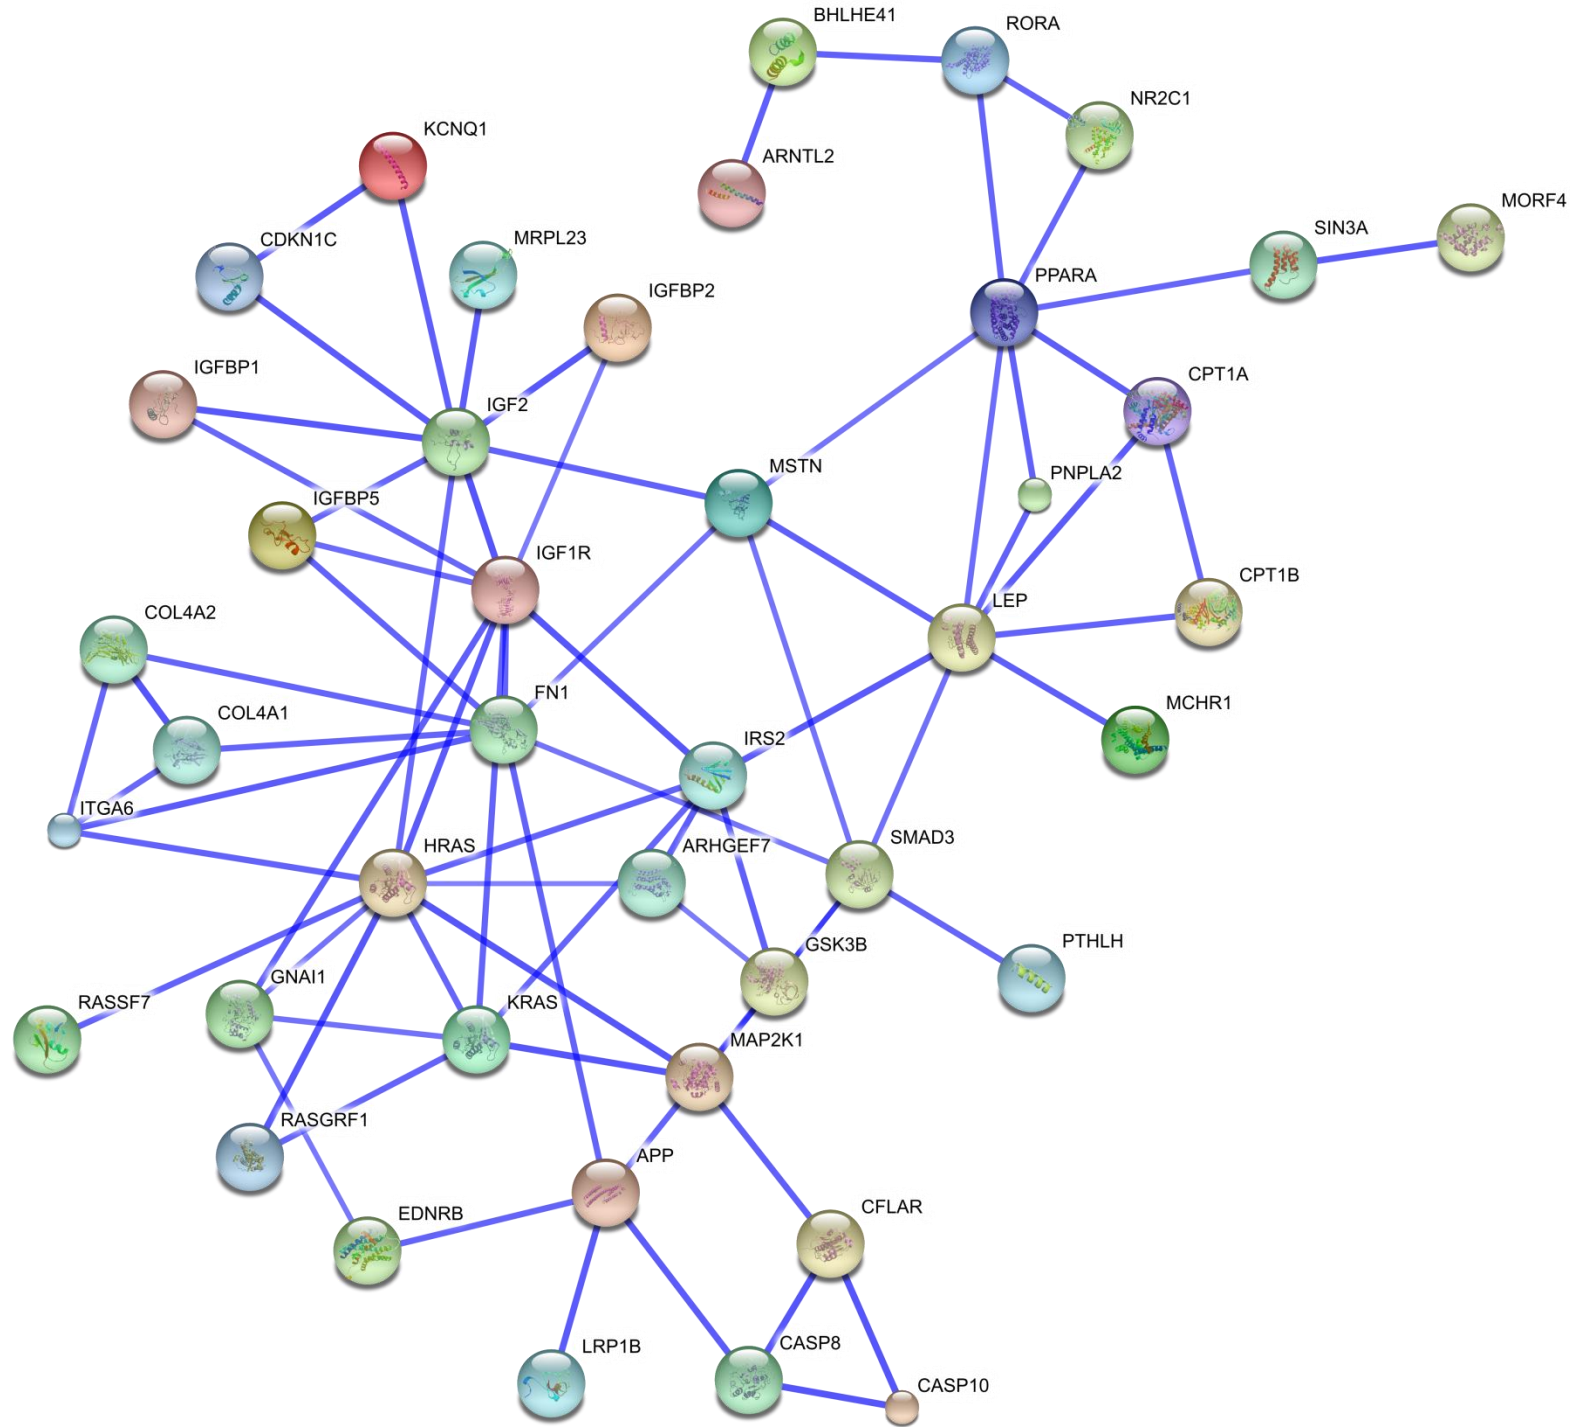 BHLHE41
RORA
NR2C1
KCNQ1
ARNTL2
MORF4
SIN3A
CDKN1C
MRPL23
PPARA
IGFBP2
IGFBP1
CPT1A
IGF2
MSTN
PNPLA2
IGFBP5
IGF1R
CPT1B
LEP
COL4A2
FN1
MCHR1
COL4A1
IRS2
ITGA6
HRAS
ARHGEF7
SMAD3
GSK3B
PTHLH
GNAI1
RASSF7
KRAS
MAP2K1
RASGRF1
APP
EDNRB
CFLAR
LRP1B
CASP8
CASP10